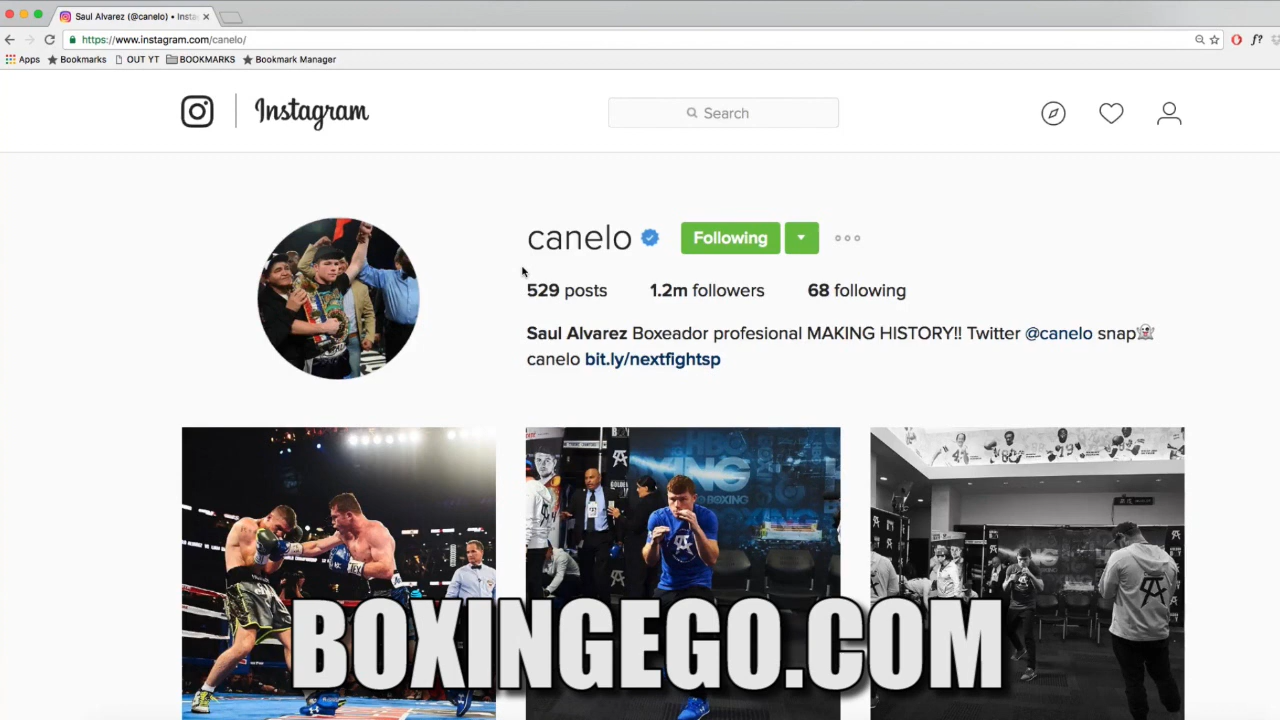 Saul Alvarez (@canelo) • Insta
https://www.instagram.com/canelo/
f?
Apps Bookmarks OUT YT BOOKMARKS Bookmark Manager
Instagram
Search
canelo Following
529 posts 1.2m followers 68 following
Saul Alvarez Boxeador profesional MAKING HISTORY!! Twitter @canelo snap👻
canelo bit.ly/nextfightsp
BOXINGEGO.COM